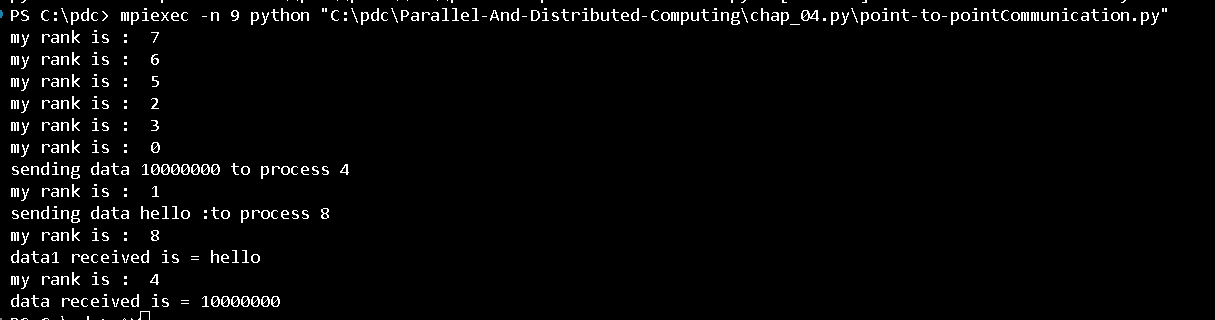 PS C:\pdc> mpiexec -n 9 python "C:\pdc\Parallel-And-Distributed-Computing\chap_04.py\point-to-pointCommunication.py"
my rank is :  7
my rank is :  6
my rank is :  5
my rank is :  2
my rank is :  3
my rank is :  0
sending data 10000000 to process 4
my rank is :  1
sending data hello :to process 8
my rank is :  8
data1 received is = hello
my rank is :  4
data received is = 10000000